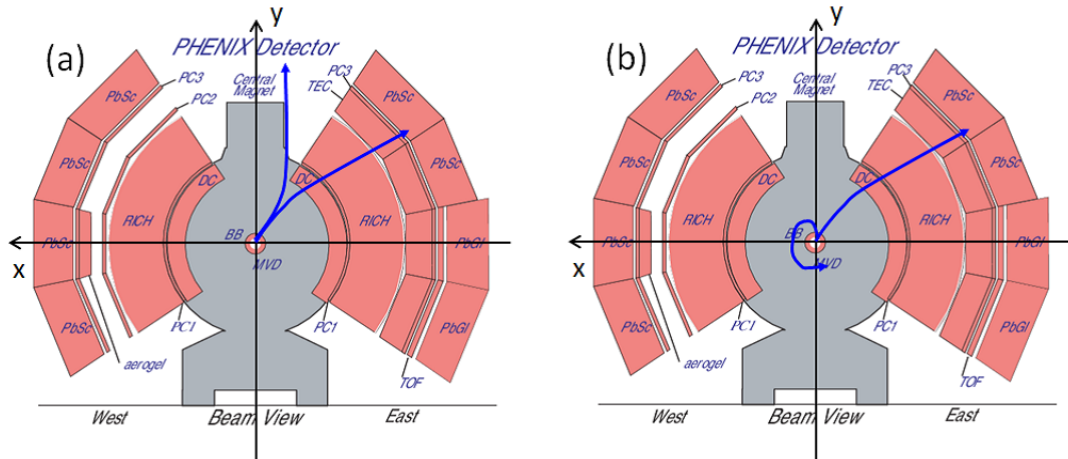 (a)
y
PHENIX Detector
Central
Magnet
PC3
TEC
PbSc
PC3
PC2
PbSc
PbSc
PbSc
DC
DC
RICH
RICH
BB
MVD
PbSc
PbGl
x
PbSc
PC1
PC1
PbGl
aerogel
TOF
West
Beam View
East
(b)
y
PHENIX Detector
Central
Magnet
PC3
TEC
PbSc
PC3
PC2
PbSc
PbSc
PbSc
DC
DC
RICH
RICH
BB
MVD
PbSc
PbGl
x
PbSc
PC1
PC1
PbGl
aerogel
TOF
West
Beam View
East